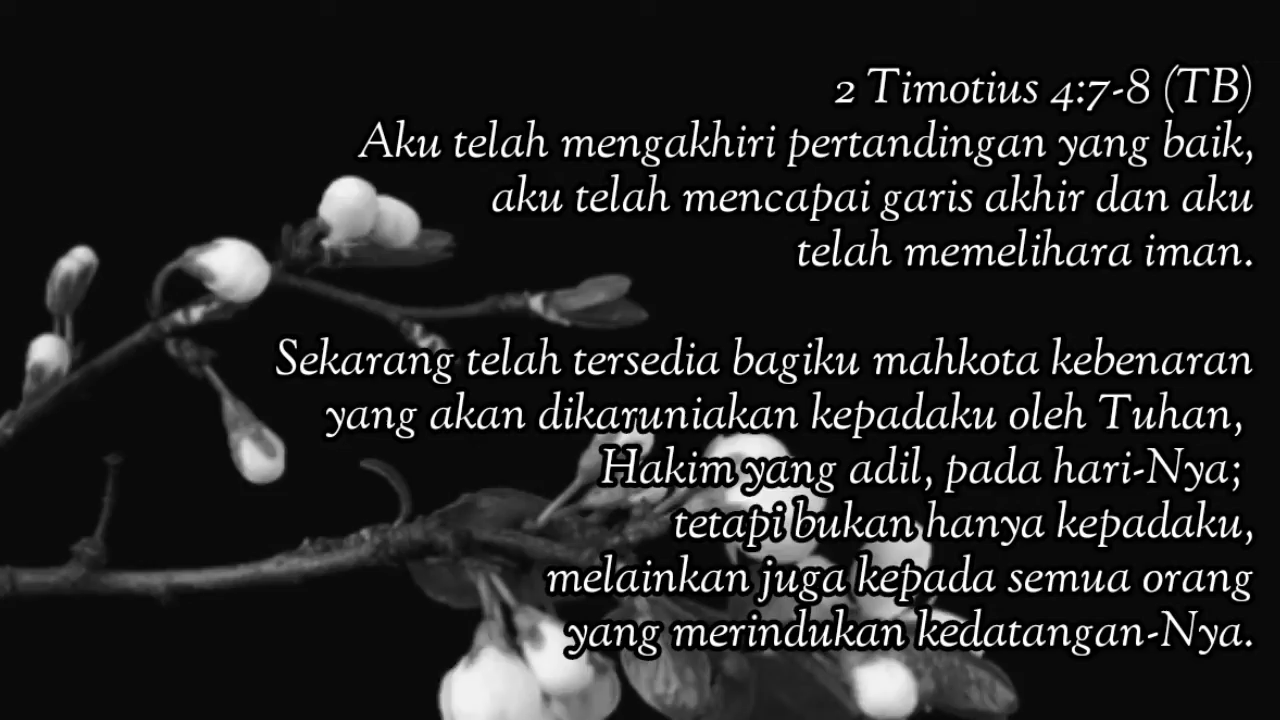 2 Timotius 4:7-8 (TB)
Aku telah mengakhiri pertandingan yang baik,
aku telah mencapai garis akhir dan aku
telah memelihara iman.
Sekarang telah tersedia bagiku mahkota kebenaran
yang akan dikaruniakan kepadaku oleh Tuhan,
Hakim yang adil, pada hari-Nya;
tetapi bukan hanya kepadaku,
melainkan juga kepada semua orang
yang merindukan kedatangan-Nya.